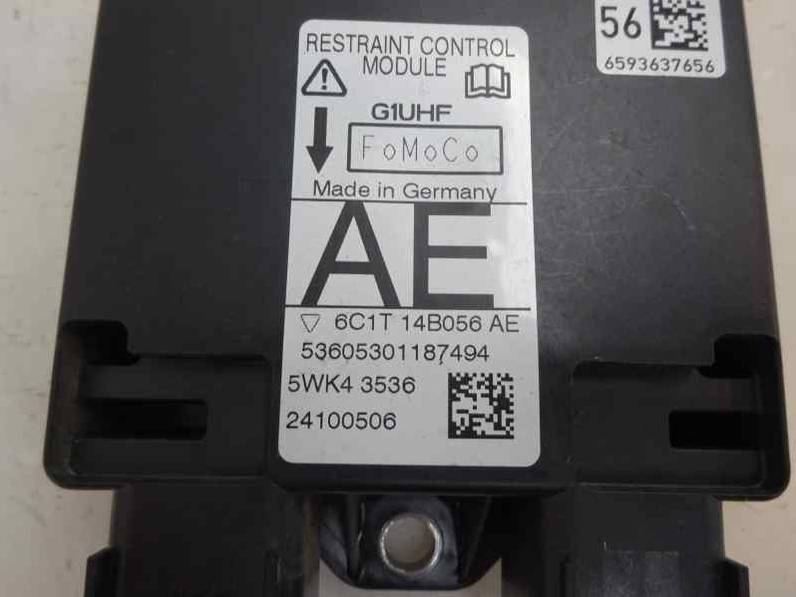 56
6593637656
RESTRAINT CONTROL
MODULE
G1UHF
FoMoCo
Made in Germany
AE
6C1T 14B056 AE
53605301187494
5WK4 3536
24100506